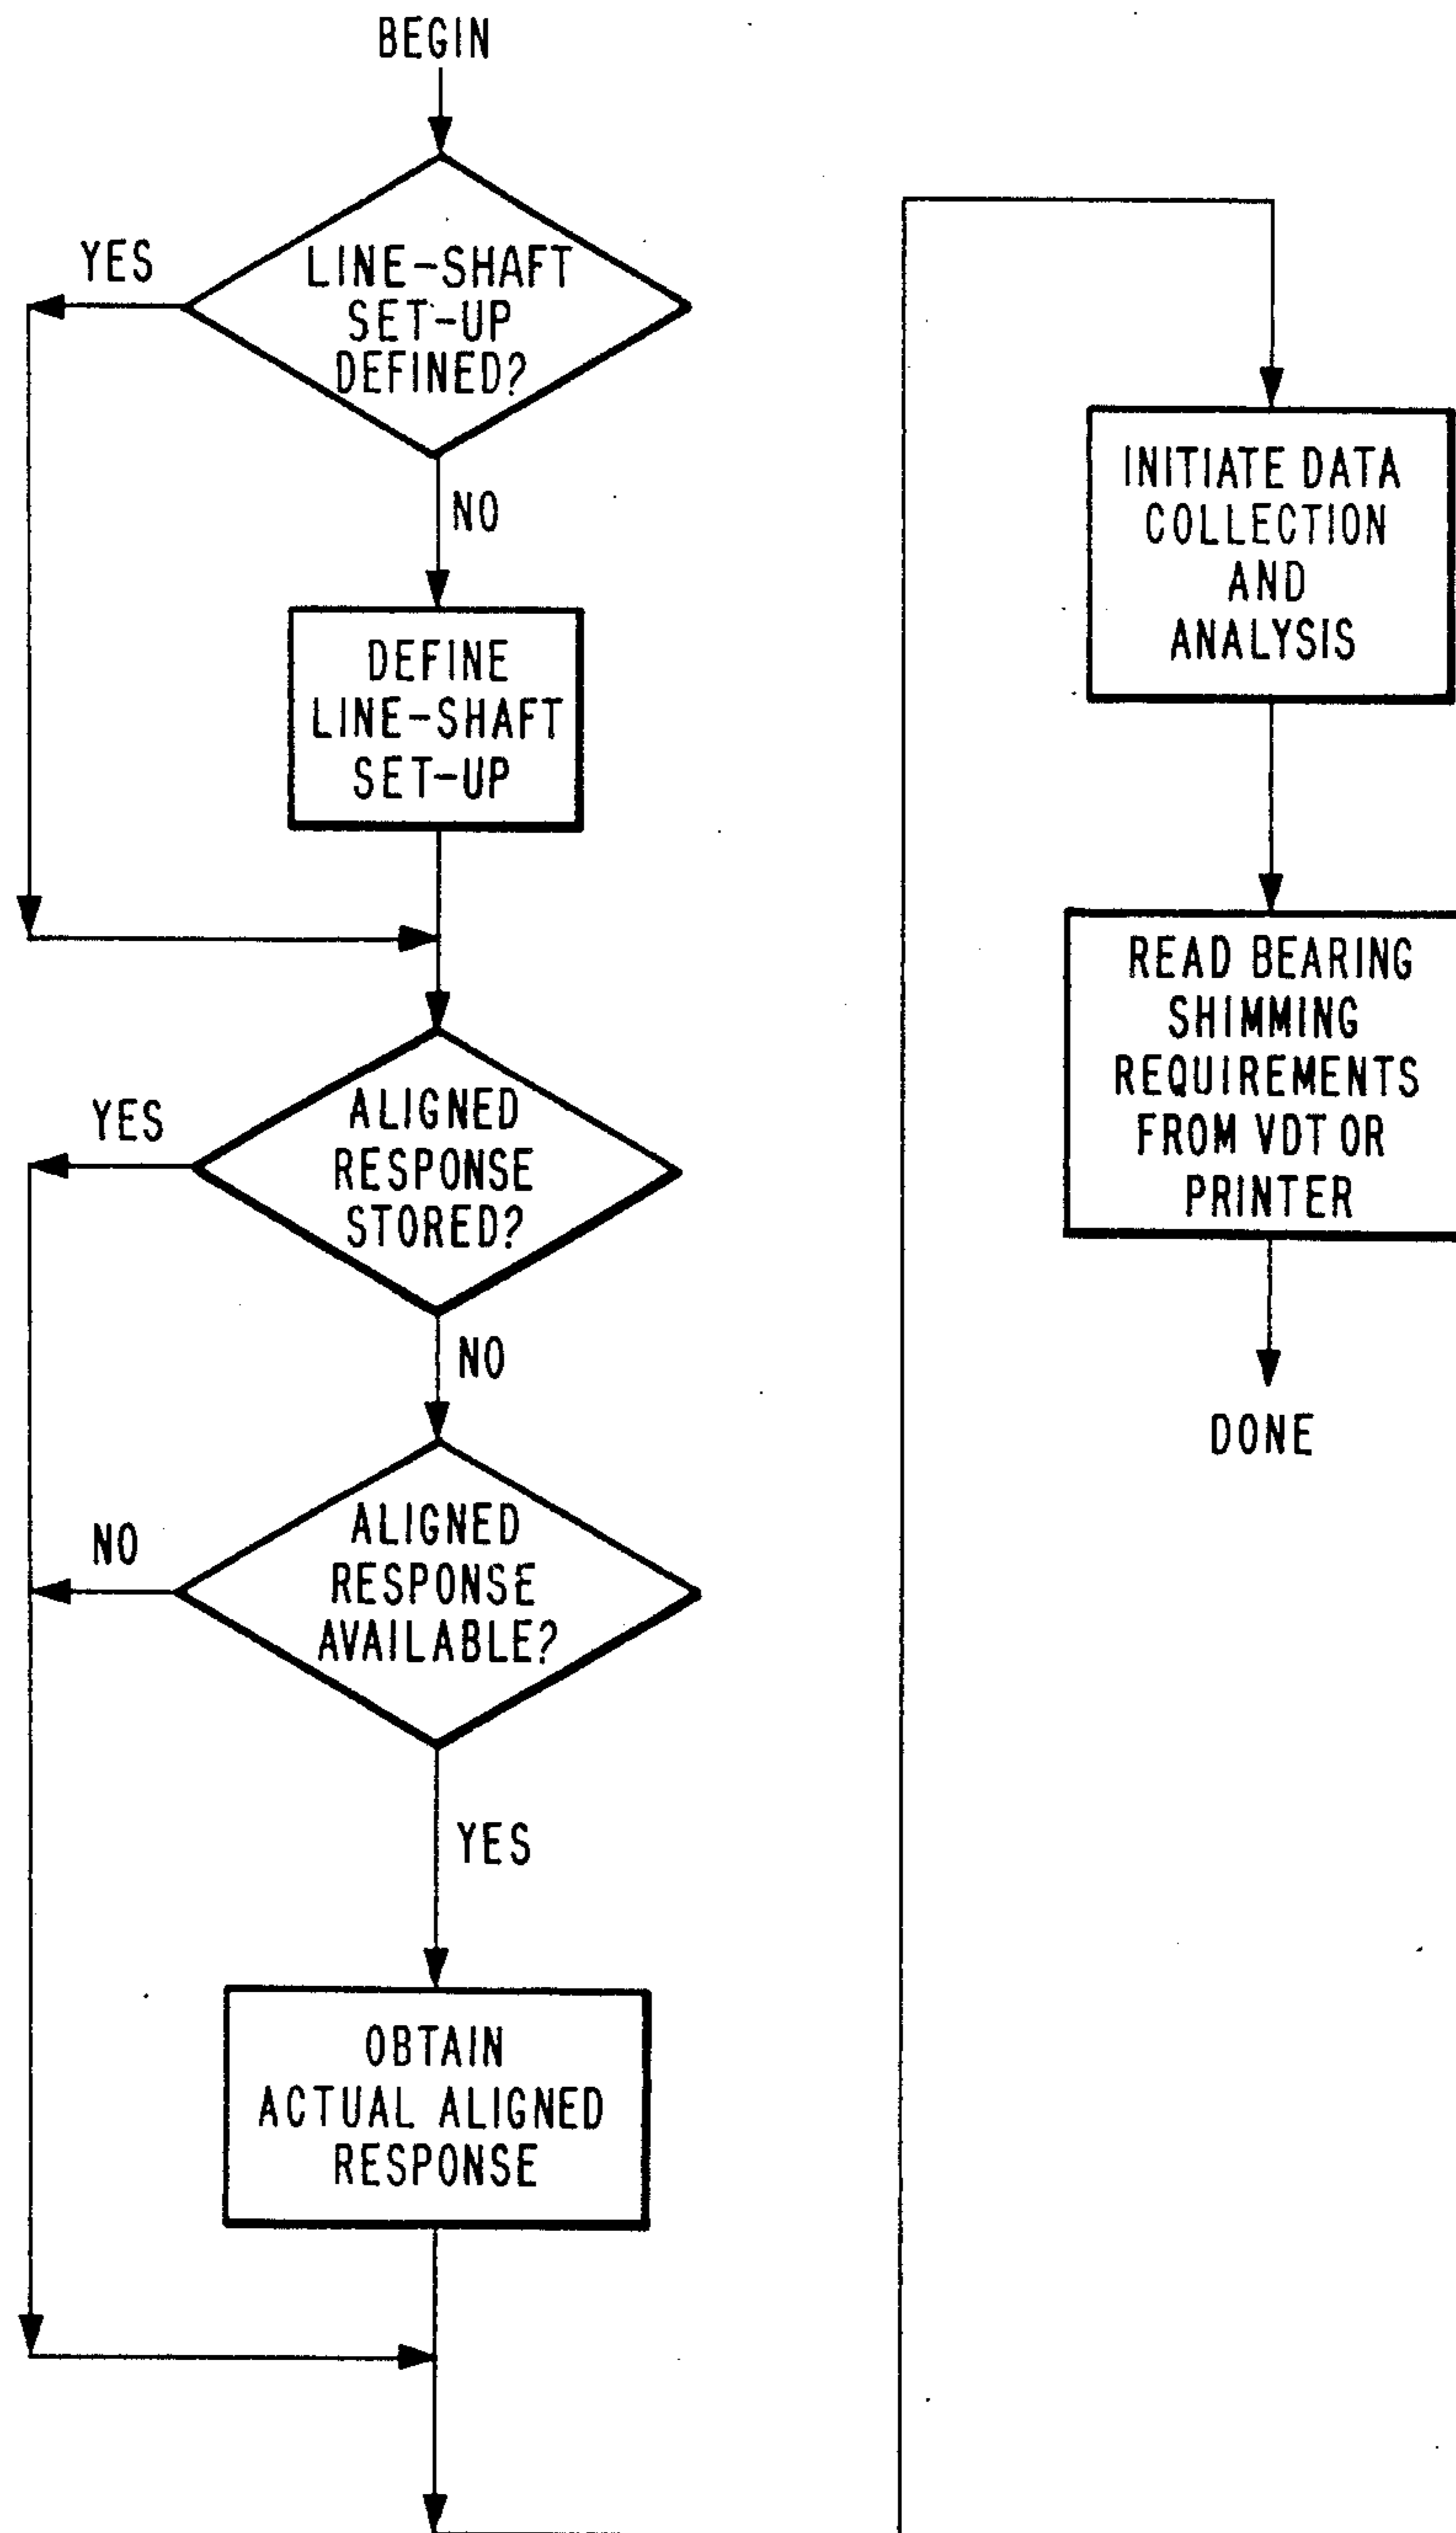 BEGIN
YES
LINE-SHAFT
SET-UP
DEFINED?
NO
DEFINE
LINE-SHAFT
SET-UP
YES
ALIGNED
RESPONSE
STORED?
NO
NO
ALIGNED
RESPONSE
AVAILABLE?
YES
OBTAIN
ACTUAL ALIGNED
RESPONSE
INITIATE DATA
COLLECTION
AND
ANALYSIS
READ BEARING
SHIMMING
REQUIREMENTS
FROM VDT OR
PRINTER
DONE